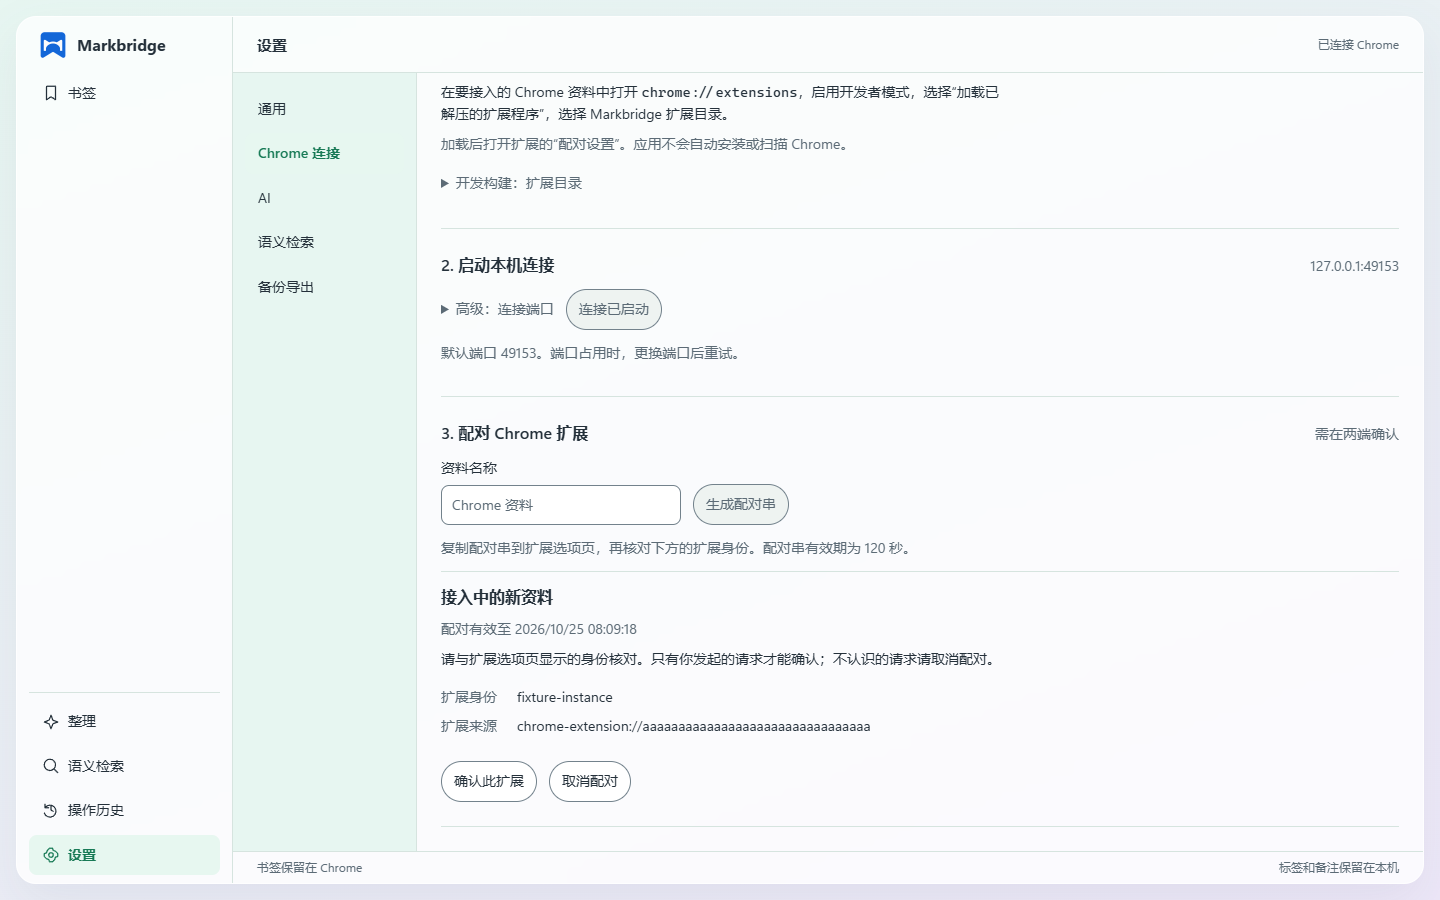 Markbridge
书签
整理
语义检索
操作历史
设置
设置
已连接 Chrome
通用
Chrome 连接
AI
语义检索
备份导出
在要接入的 Chrome 资料中打开 chrome://extensions，启用开发者模式，选择“加载已
解压的扩展程序”，选择 Markbridge 扩展目录。
加载后打开扩展的“配对设置”。应用不会自动安装或扫描 Chrome。
开发构建：扩展目录
2. 启动本机连接
127.0.0.1:49153
高级：连接端口
连接已启动
默认端口 49153。端口占用时，更换端口后重试。
3. 配对 Chrome 扩展
需在两端确认
资料名称
Chrome 资料
生成配对串
复制配对串到扩展选项页，再核对下方的扩展身份。配对串有效期为 120 秒。
接入中的新资料
配对有效至 2026/10/25 08:09:18
请与扩展选项页显示的身份核对。只有你发起的请求才能确认；不认识的请求请取消配对。
扩展身份 fixture-instance
扩展来源 chrome-extension://aaaaaaaaaaaaaaaaaaaaaaaaaaaaaaaa
确认此扩展
取消配对
书签保留在 Chrome
标签和备注保留在本机